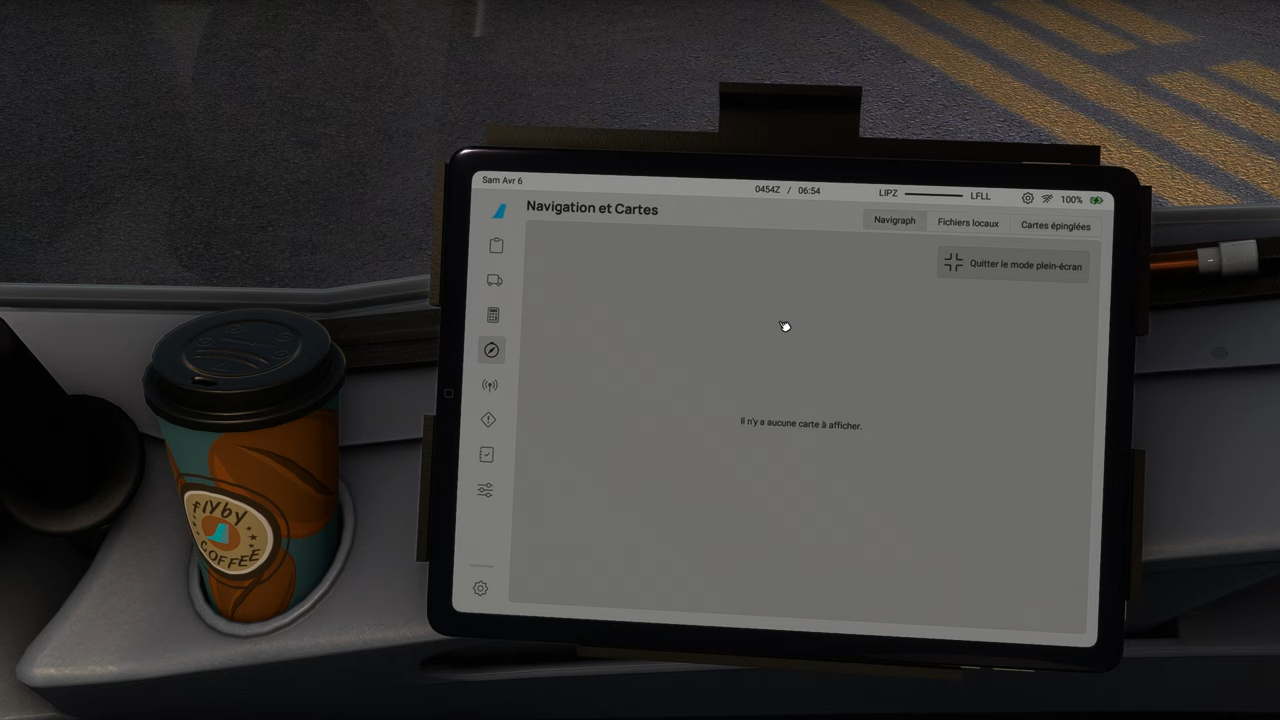 Sam Avr 6
0454Z / 06:54
LIPZ
LFLL
100%
Navigation et Cartes
Navigraph
Fichiers locaux
Cartes épinglées
Quitter le mode plein-écran
Il n'y a aucune carte à afficher.
flyby
COFFEE